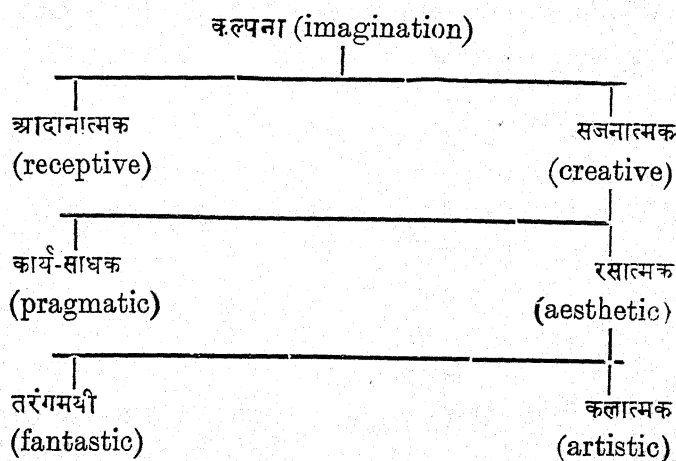 कल्पना (imagination)
आदानात्मक
सजनात्मक
(receptive)
(creative)
कार्य-साधक
रसात्मक
(pragmatic)
(aesthetic)
तरंगमयी
कलात्मक
(fantastic)
(artistic)